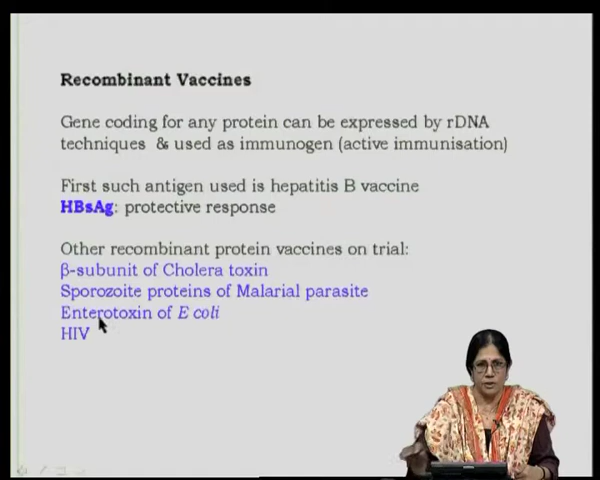 Recombinant Vaccines
Gene coding for any protein can be expressed by rDNA
techniques & used as immunogen (active immunisation)
First such antigen used is hepatitis B vaccine
HBsAg: protective response
Other recombinant protein vaccines on trial:
β-subunit of Cholera toxin
Sporozoite proteins of Malarial parasite
Enterotoxin of E coli
HIV